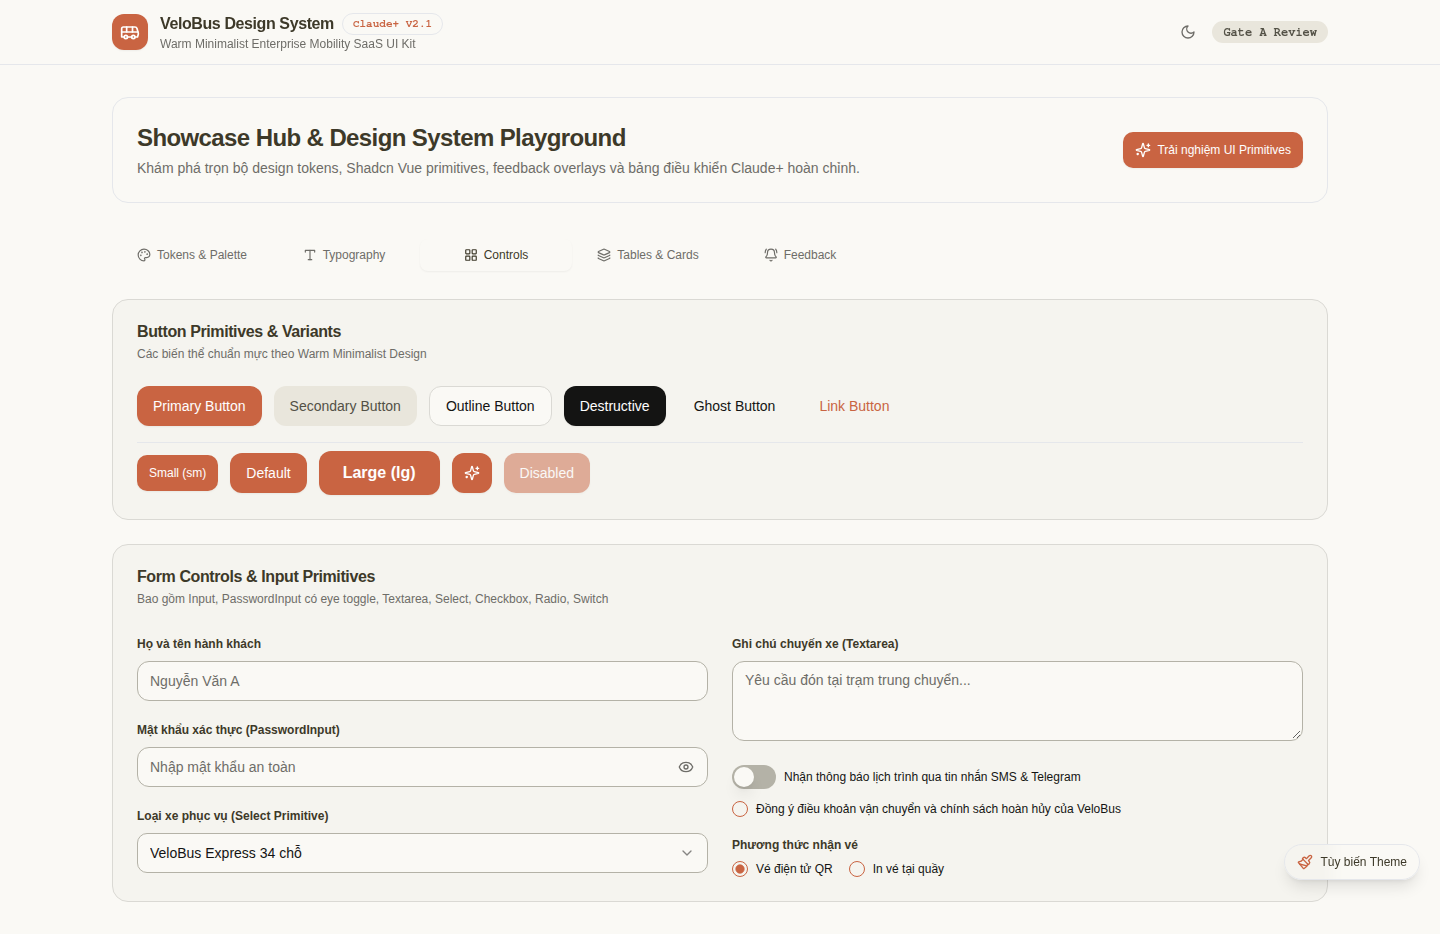 VeloBus Design System
Claude+ V2.1
Warm Minimalist Enterprise Mobility SaaS UI Kit
Gate A Review
Showcase Hub & Design System Playground
Khám phá trọn bộ design tokens, Shadcn Vue primitives, feedback overlays và bảng điều khiển Claude+ hoàn chỉnh.
Trải nghiệm UI Primitives
Tokens & Palette
Typography
Controls
Tables & Cards
Feedback
Button Primitives & Variants
Các biến thể chuẩn mực theo Warm Minimalist Design
Primary Button
Secondary Button
Outline Button
Destructive
Ghost Button
Link Button
Small (sm)
Default
Large (lg)
Disabled
Form Controls & Input Primitives
Bao gồm Input, PasswordInput có eye toggle, Textarea, Select, Checkbox, Radio, Switch
Họ và tên hành khách
Nguyễn Văn A
Mật khẩu xác thực (PasswordInput)
Nhập mật khẩu an toàn
Loại xe phục vụ (Select Primitive)
VeloBus Express 34 chỗ
Ghi chú chuyến xe (Textarea)
Yêu cầu đón tại trạm trung chuyển...
Nhận thông báo lịch trình qua tin nhắn SMS & Telegram
Đồng ý điều khoản vận chuyển và chính sách hoàn hủy của VeloBus
Phương thức nhận vé
Vé điện tử QR
In vé tại quầy
Tùy biến Theme